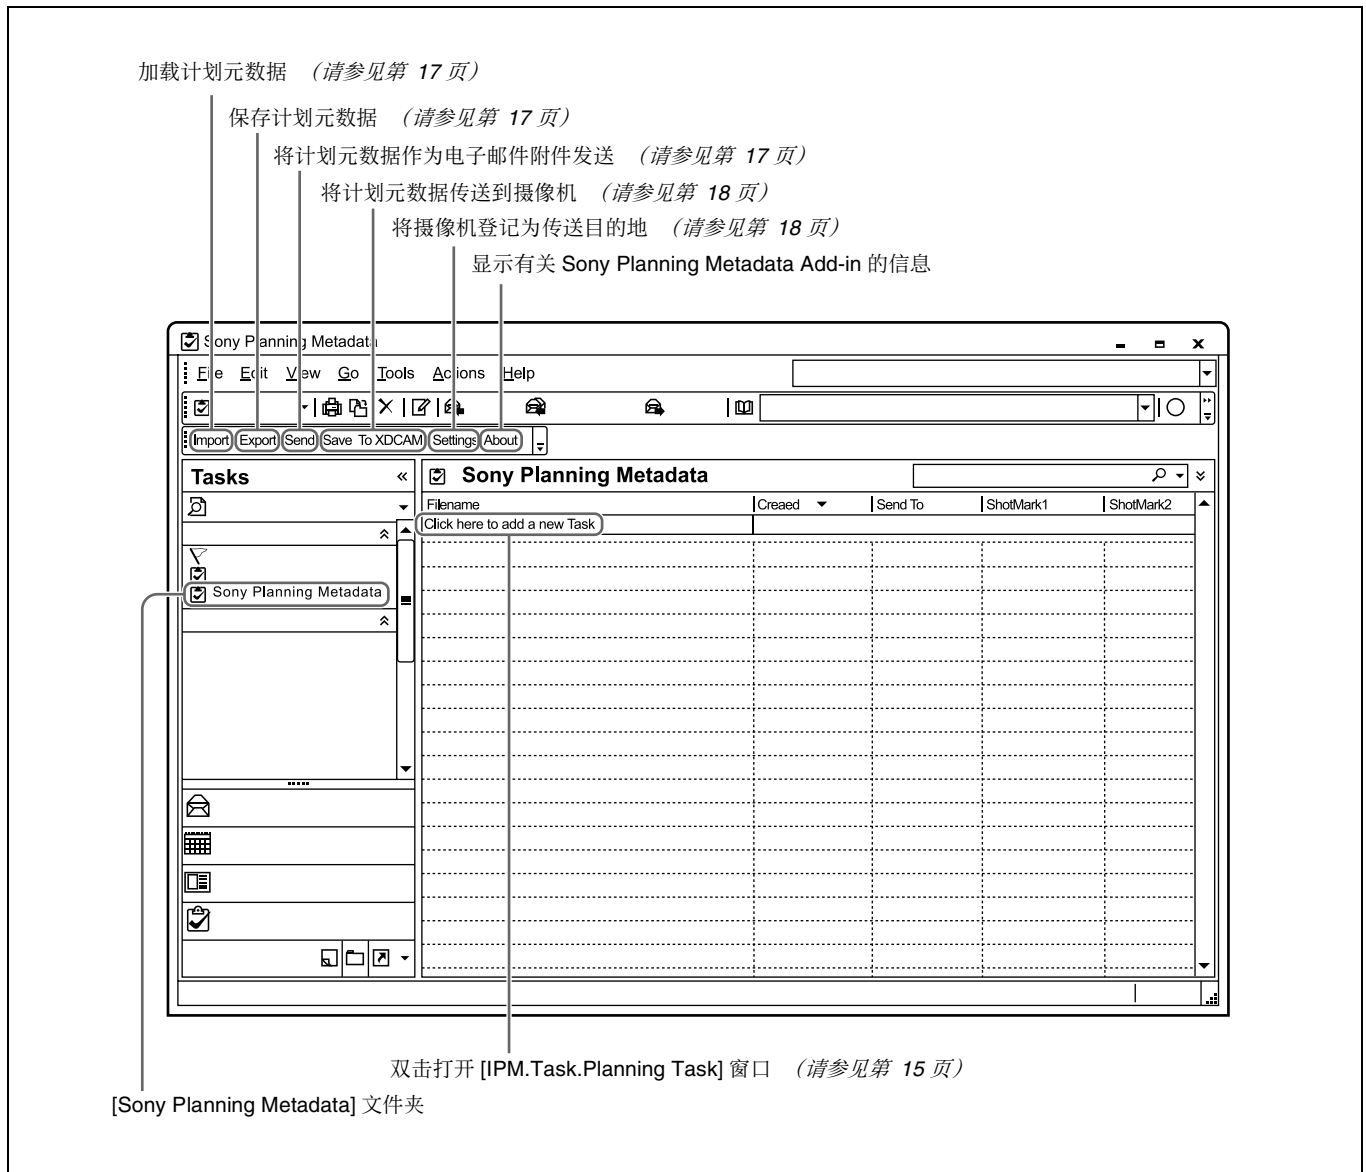 加载计划元数据 （请参见第 17 页）
保存计划元数据 （请参见第 17 页）
将计划元数据作为电子邮件附件发送 （请参见第 17 页）
将计划元数据传送到摄像机 （请参见第 18 页）
将摄像机登记为传送目的地 （请参见第 18 页）
显示有关 Sony Planning Metadata Add-in 的信息
Sony Planning Metadata
File Edit View Go Tools Actions Help
Import Export Send Save To XDCAM Settings About
Tasks
Sony Planning Metadata
Filename Creaed Send To ShotMark1 ShotMark2
Click here to add a new Task
Sony Planning Metadata
双击打开 [IPM.Task.Planning Task] 窗口 （请参见第 15 页）
[Sony Planning Metadata] 文件夹